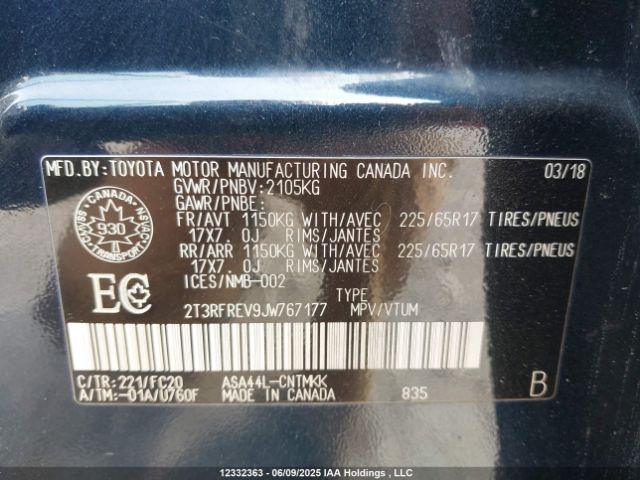 MFD.BY:TOYOTA MOTOR MANUFACTURING CANADA INC. 03/18
GVWR/PNBV:2105KG
GAWR/PNBE:
FR/AVT 1150KG WITH/AVEC 225/65R17 TIRES/PNEUS
17X7.0J RIMS/JANTES
RR/ARR 1150KG WITH/AVEC 225/65R17 TIRES/PNEUS
17X7.0J RIMS/JANTES
ICES/NMB-002
CANADA
930
TRANSPORT
EC
TYPE
2T3RFREV9JW767177 MPV/VTUM
C/TR:221/FC20 ASA44L-CNTMKK
A/TM:-01A/U760F MADE IN CANADA 835 B
12332363 - 06/09/2025 IAA Holdings , LLC